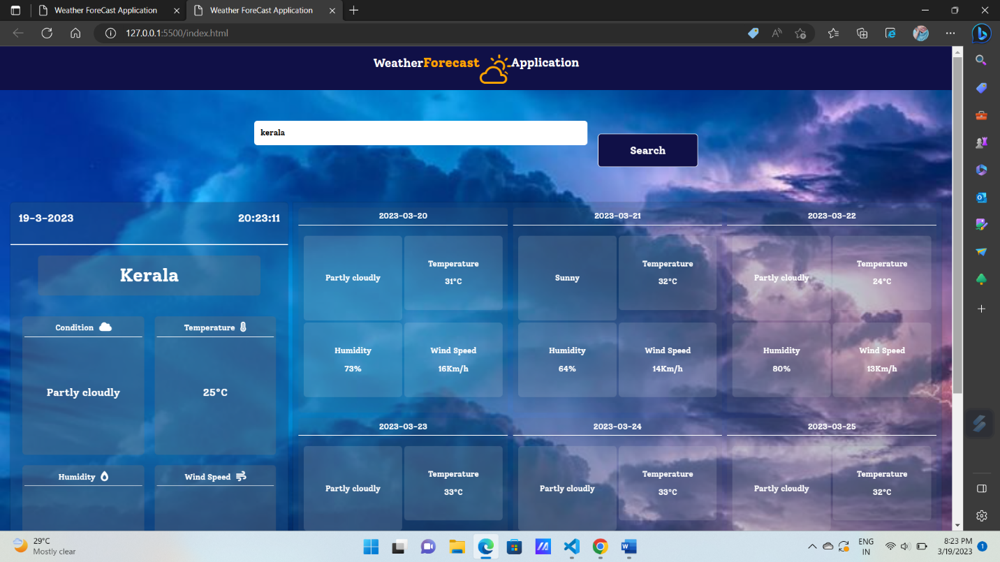 Weather ForeCast Application
Weather ForeCast Application
127.0.0.1:5500/index.html
WeatherForecast Application
kerala
Search
19-3-2023 20:23:11
Kerala
Condition
Partly cloudly
Temperature
25°C
Humidity
Wind Speed
2023-03-20
Partly cloudly
Temperature
31°C
Humidity
73%
Wind Speed
16Km/h
2023-03-21
Sunny
Temperature
32°C
Humidity
64%
Wind Speed
14Km/h
2023-03-22
Partly cloudly
Temperature
24°C
Humidity
80%
Wind Speed
13Km/h
2023-03-23
Partly cloudly
Temperature
33°C
2023-03-24
Partly cloudly
Temperature
33°C
2023-03-25
Partly cloudly
Temperature
32°C
29°C
Mostly clear
ENG
IN
8:23 PM
3/19/2023
1